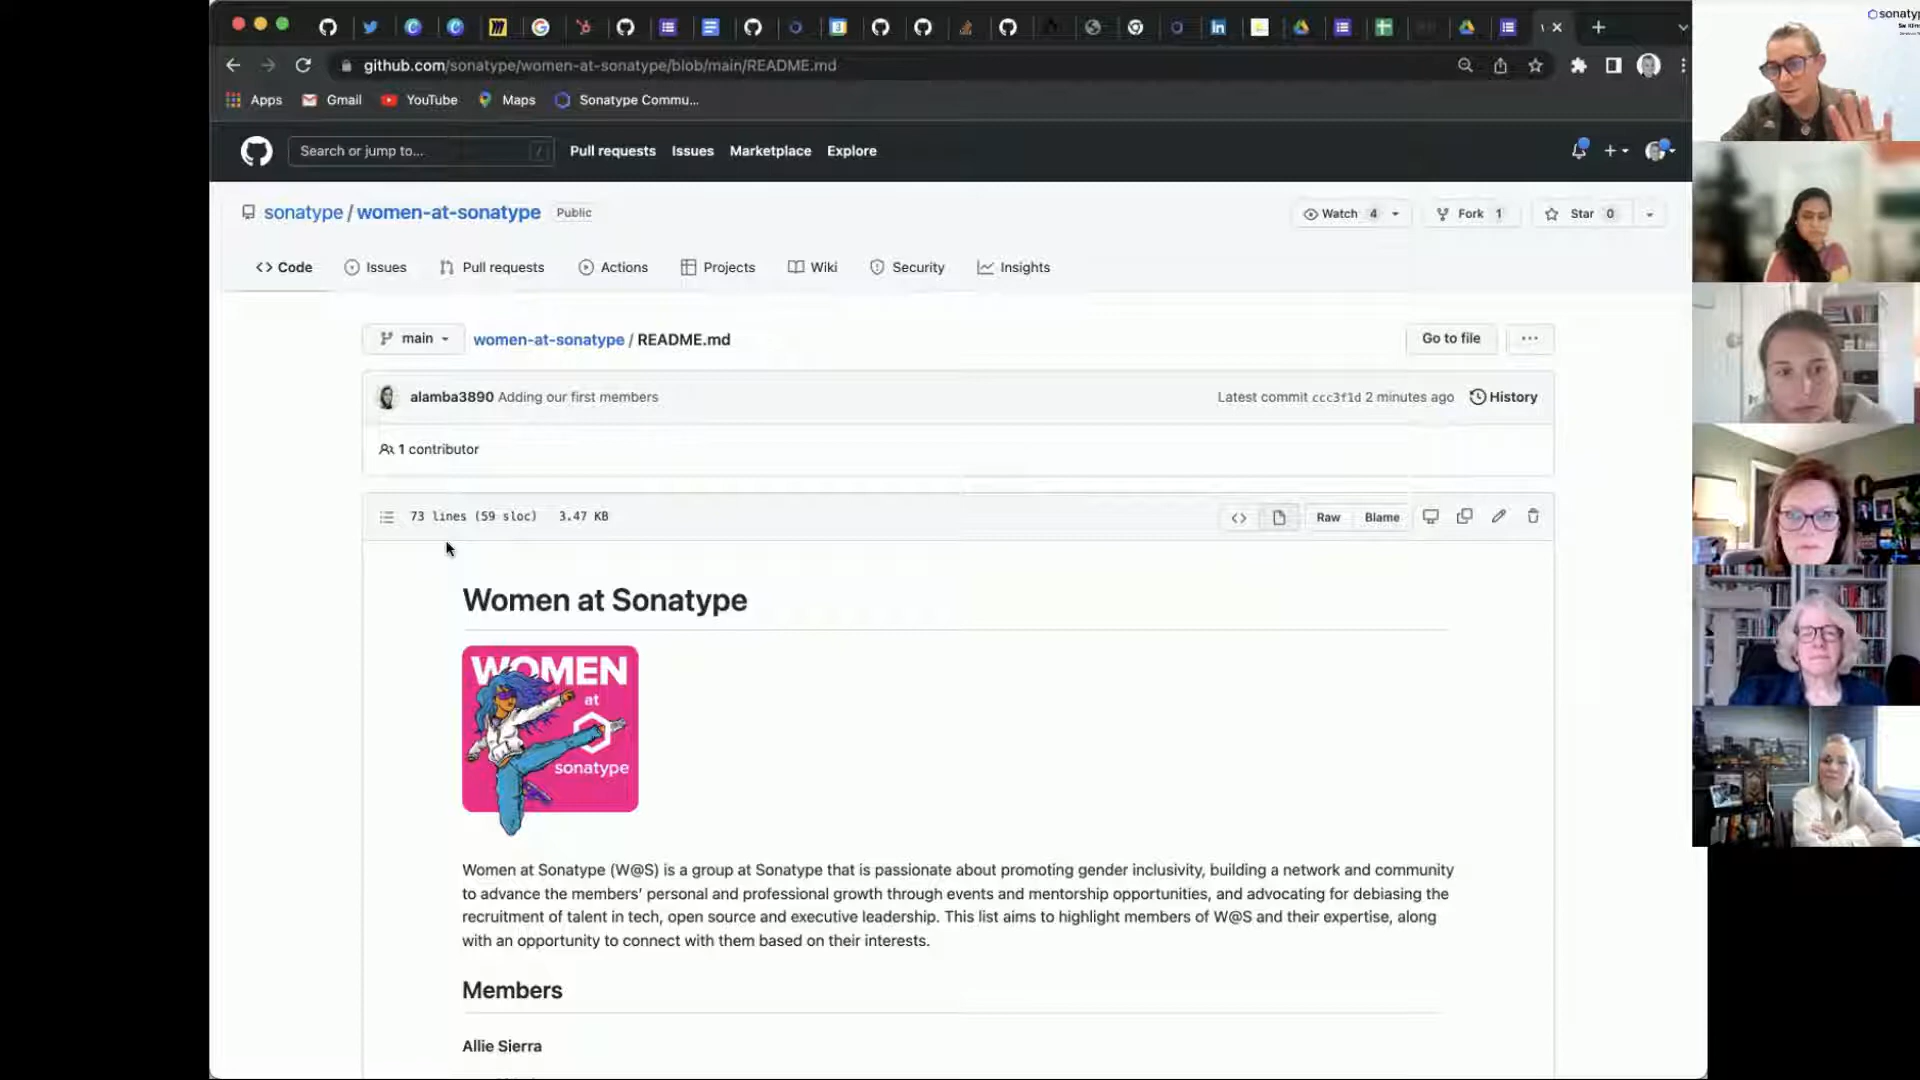 github.com/sonatype/women-at-sonatype/blob/main/README.md
Apps Gmail YouTube Maps Sonatype Commu...
Search or jump to... / Pull requests Issues Marketplace Explore
sonatype / women-at-sonatype Public Watch 4 Fork 1 Star 0
<> Code Issues Pull requests Actions Projects Wiki Security Insights
main women-at-sonatype / README.md Go to file ...
alamba3890 Adding our first members Latest commit ccc3f1d 2 minutes ago History
1 contributor
73 lines (59 sloc) 3.47 KB <> Raw Blame
Women at Sonatype
WOMEN
at
sonatype
Women at Sonatype (W@S) is a group at Sonatype that is passionate about promoting gender inclusivity, building a network and community
to advance the members' personal and professional growth through events and mentorship opportunities, and advocating for debiasing the
recruitment of talent in tech, open source and executive leadership. This list aims to highlight members of W@S and their expertise, along
with an opportunity to connect with them based on their interests.
Members
Allie Sierra